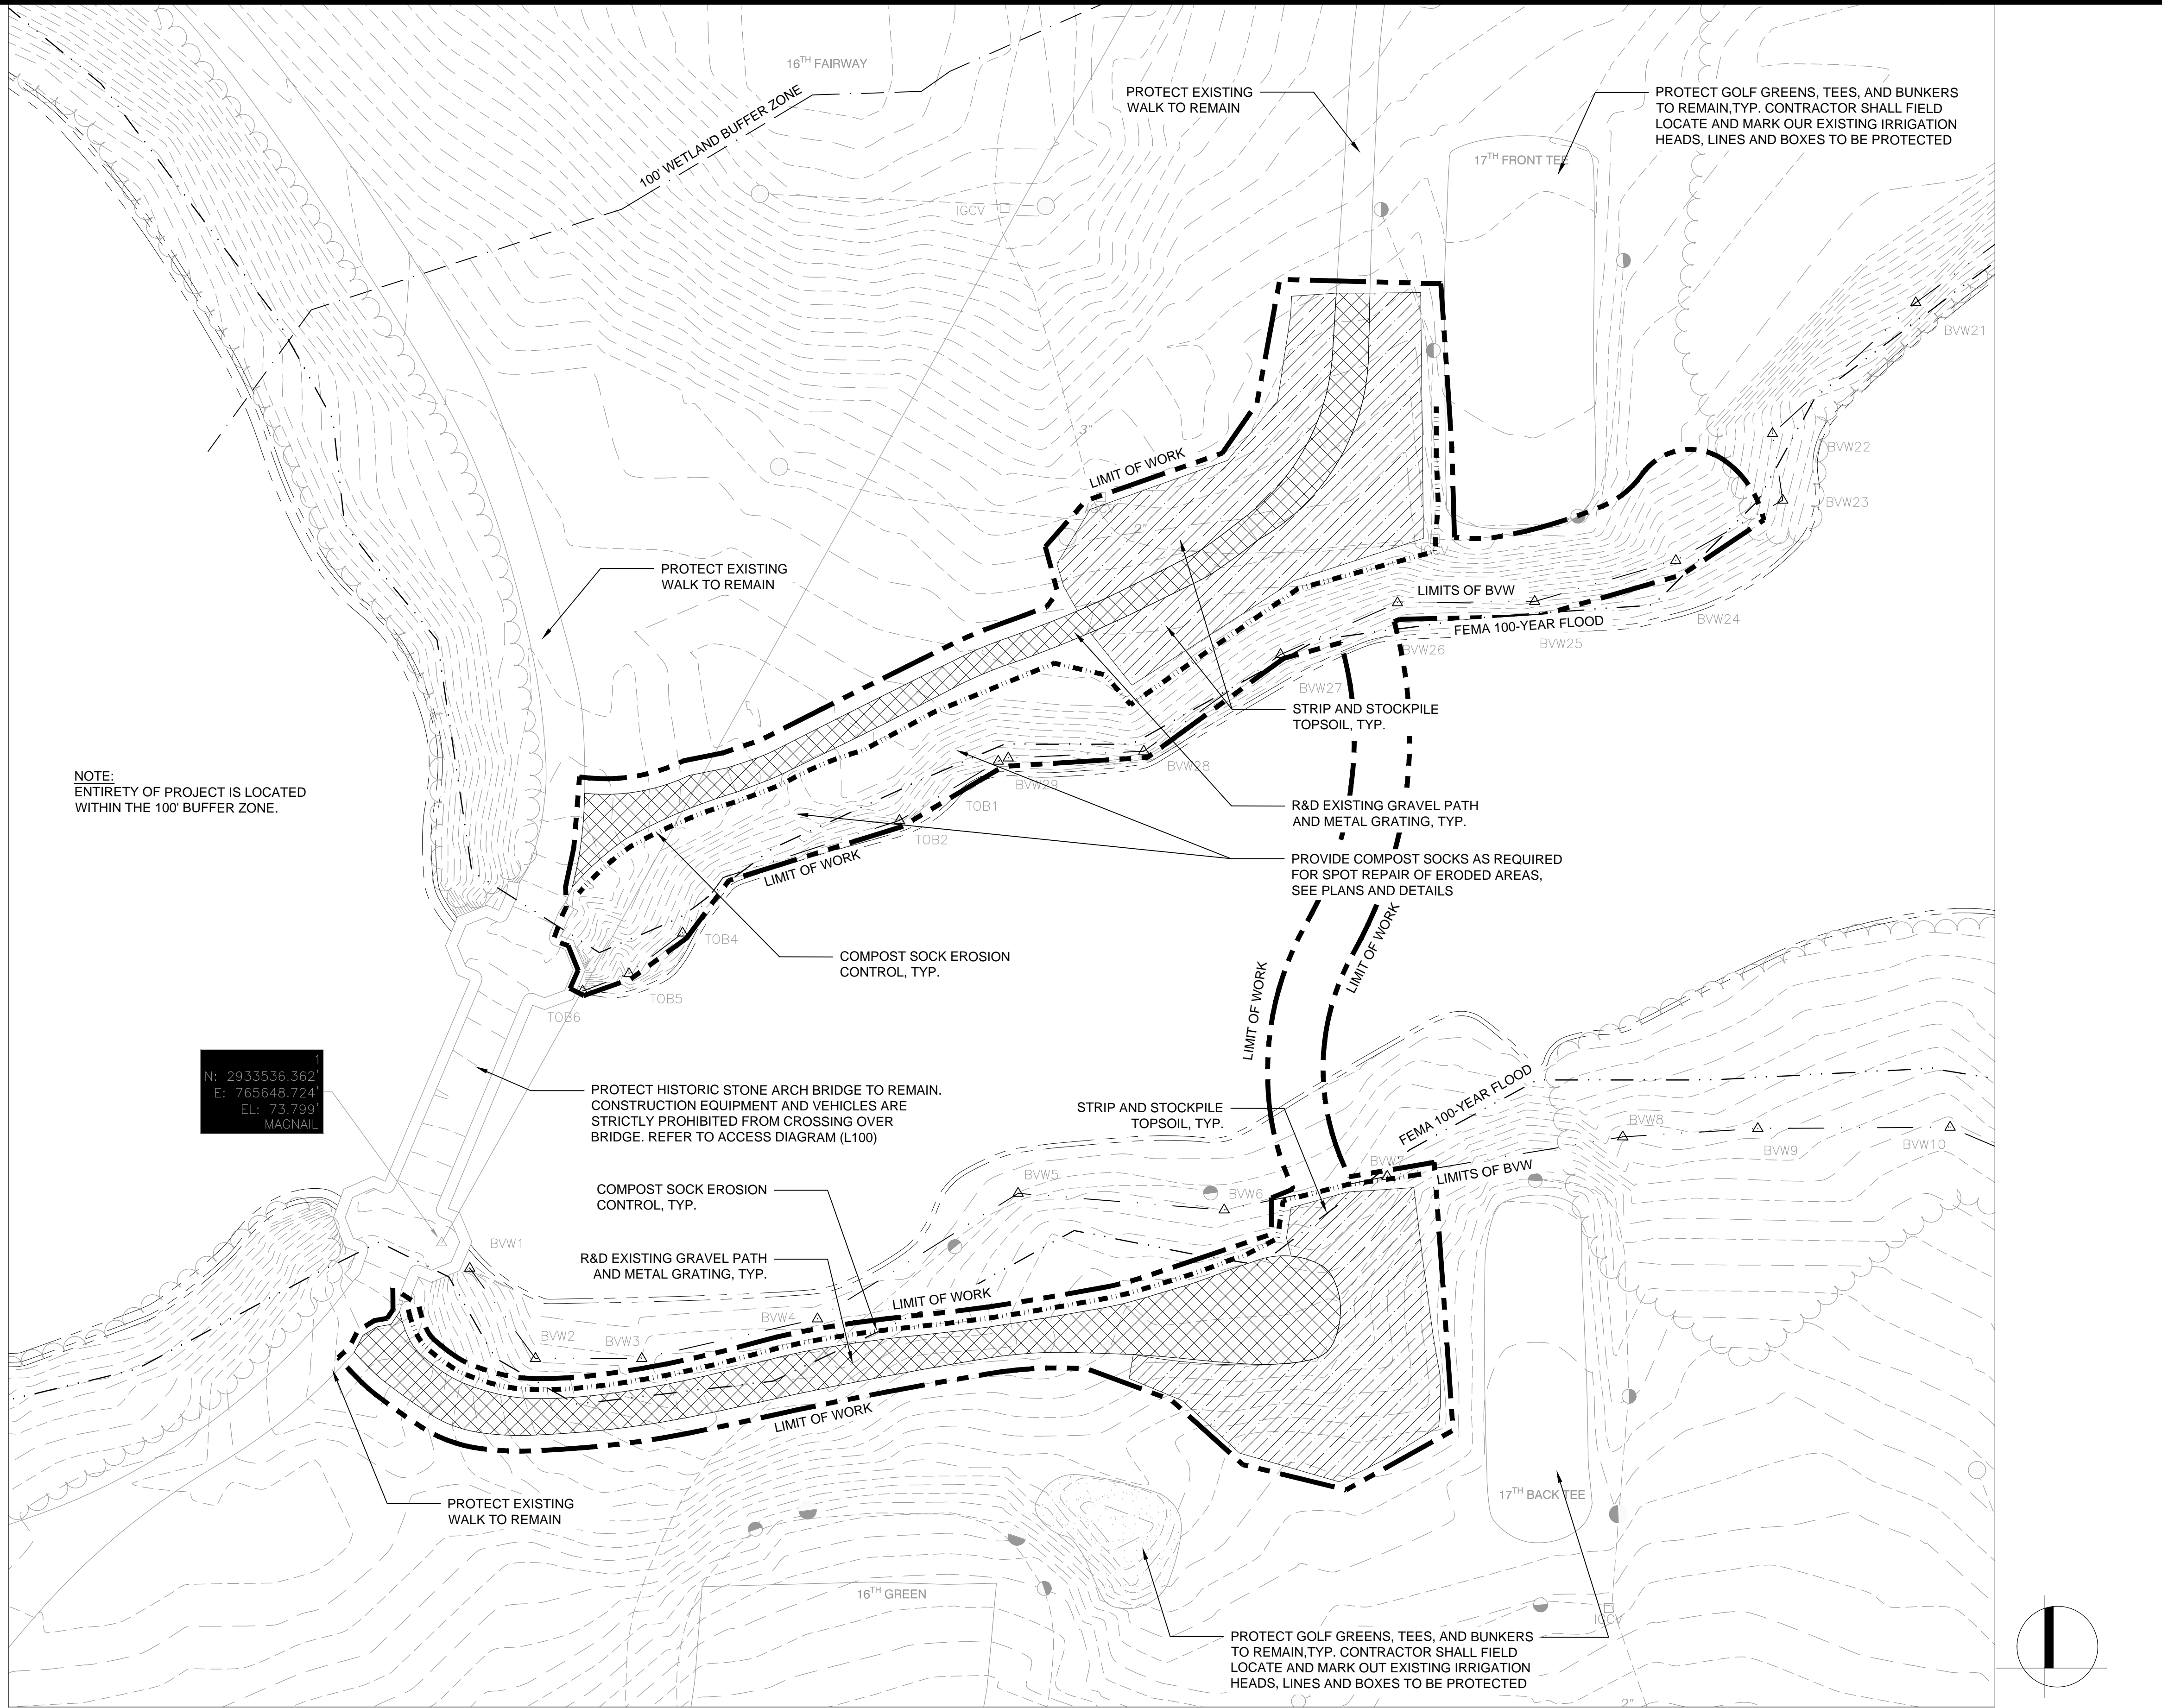 16TH FAIRWAY
100' WETLAND BUFFER ZONE
PROTECT EXISTING
WALK TO REMAIN
PROTECT GOLF GREENS, TEES, AND BUNKERS
TO REMAIN,TYP. CONTRACTOR SHALL FIELD
LOCATE AND MARK OUR EXISTING IRRIGATION
HEADS, LINES AND BOXES TO BE PROTECTED
17TH FRONT TEE
IGCV
BVW21
3"
LIMIT OF WORK
BVW22
BVW23
2"
PROTECT EXISTING
WALK TO REMAIN
LIMITS OF BVW
FEMA 100-YEAR FLOOD
BVW24
BVW25
BVW26
BVW27
STRIP AND STOCKPILE
TOPSOIL, TYP.
BVW28
BVW29
NOTE:
ENTIRETY OF PROJECT IS LOCATED
WITHIN THE 100' BUFFER ZONE.
TOB1
R&D EXISTING GRAVEL PATH
AND METAL GRATING, TYP.
TOB2
LIMIT OF WORK
PROVIDE COMPOST SOCKS AS REQUIRED
FOR SPOT REPAIR OF ERODED AREAS,
SEE PLANS AND DETAILS
TOB4
COMPOST SOCK EROSION
CONTROL, TYP.
LIMIT OF WORK
LIMIT OF WORK
TOB5
TOB6
1
N: 2933536.362'
E: 765648.724'
EL: 73.799'
MAGNAIL
PROTECT HISTORIC STONE ARCH BRIDGE TO REMAIN.
CONSTRUCTION EQUIPMENT AND VEHICLES ARE
STRICTLY PROHIBITED FROM CROSSING OVER
BRIDGE. REFER TO ACCESS DIAGRAM (L100)
STRIP AND STOCKPILE
TOPSOIL, TYP.
FEMA 100-YEAR FLOOD
BVW8
BVW9
BVW10
BVW7
LIMITS OF BVW
BVW5
BVW6
COMPOST SOCK EROSION
CONTROL, TYP.
BVW1
R&D EXISTING GRAVEL PATH
AND METAL GRATING, TYP.
LIMIT OF WORK
BVW4
BVW2
BVW3
LIMIT OF WORK
PROTECT EXISTING
WALK TO REMAIN
17TH BACK TEE
16TH GREEN
IGCV
PROTECT GOLF GREENS, TEES, AND BUNKERS
TO REMAIN,TYP. CONTRACTOR SHALL FIELD
LOCATE AND MARK OUT EXISTING IRRIGATION
HEADS, LINES AND BOXES TO BE PROTECTED
2"